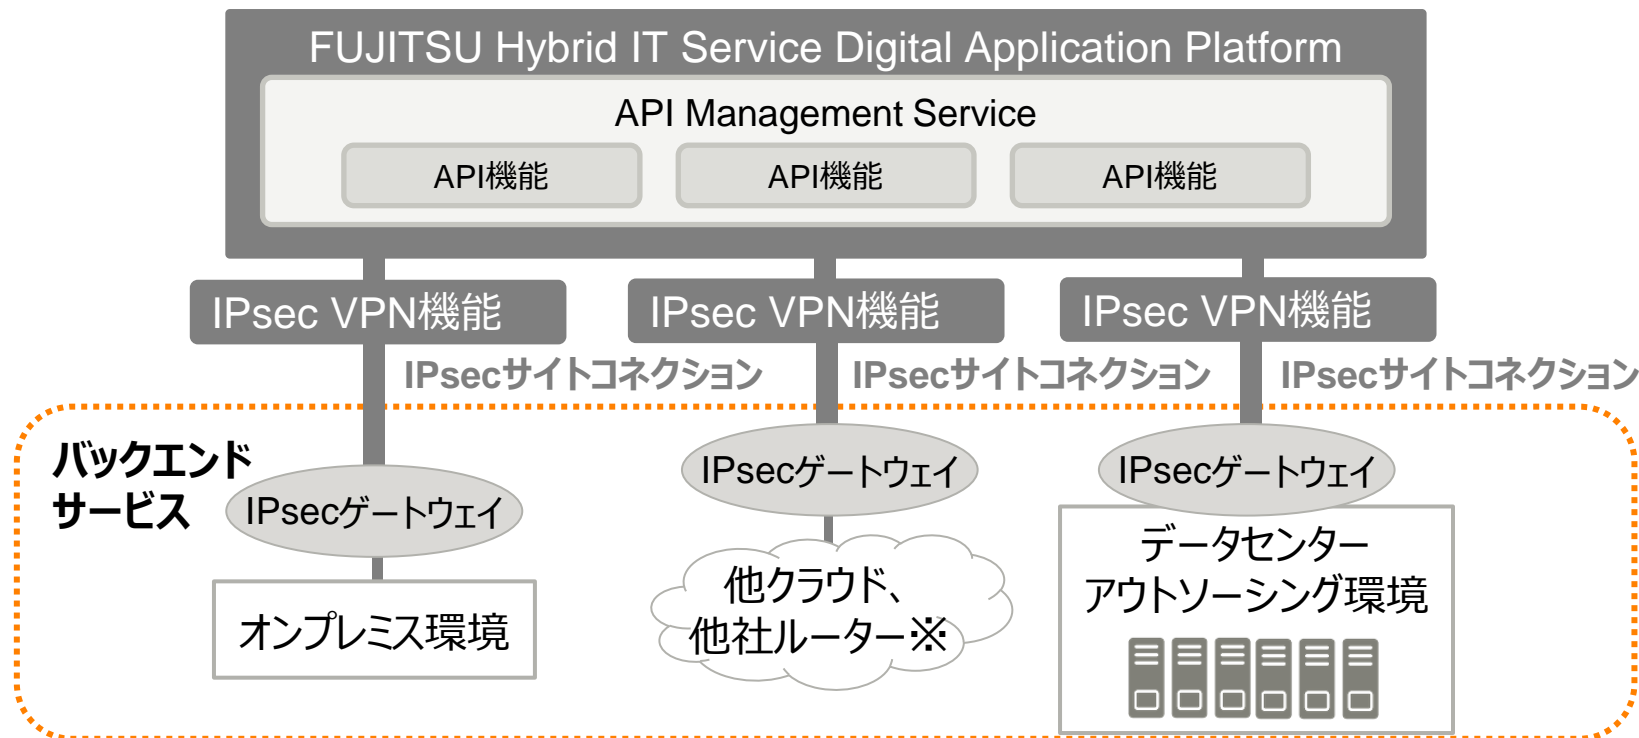 FUJITSU Hybrid IT Service Digital Application Platform
API Management Service
API機能
API機能
API機能
IPsec VPN機能
IPsec VPN機能
IPsec VPN機能
IPsecサイトコネクション
IPsecサイトコネクション
IPsecサイトコネクション
バックエンド
サービス
IPsecゲートウェイ
IPsecゲートウェイ
IPsecゲートウェイ
オンプレミス環境
他クラウド、
他社ルーター※
データセンター
アウトソーシング環境